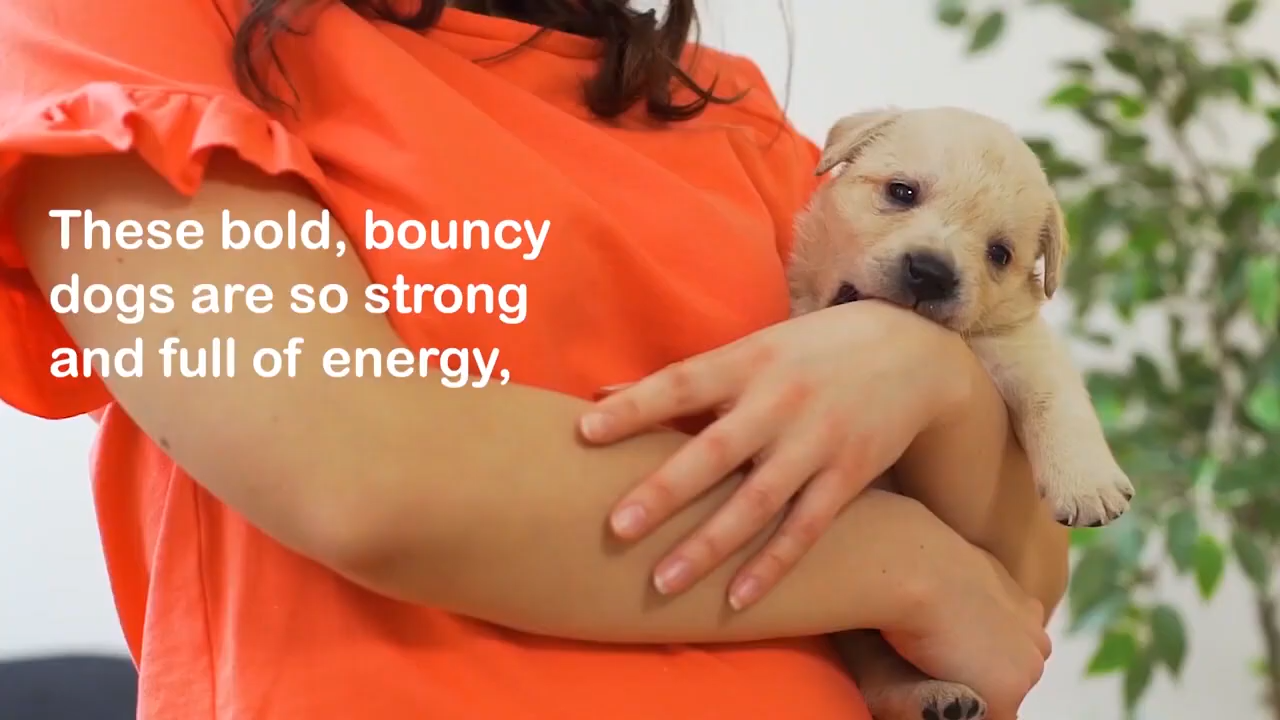 These bold, bouncy
dogs are so strong
and full of energy,